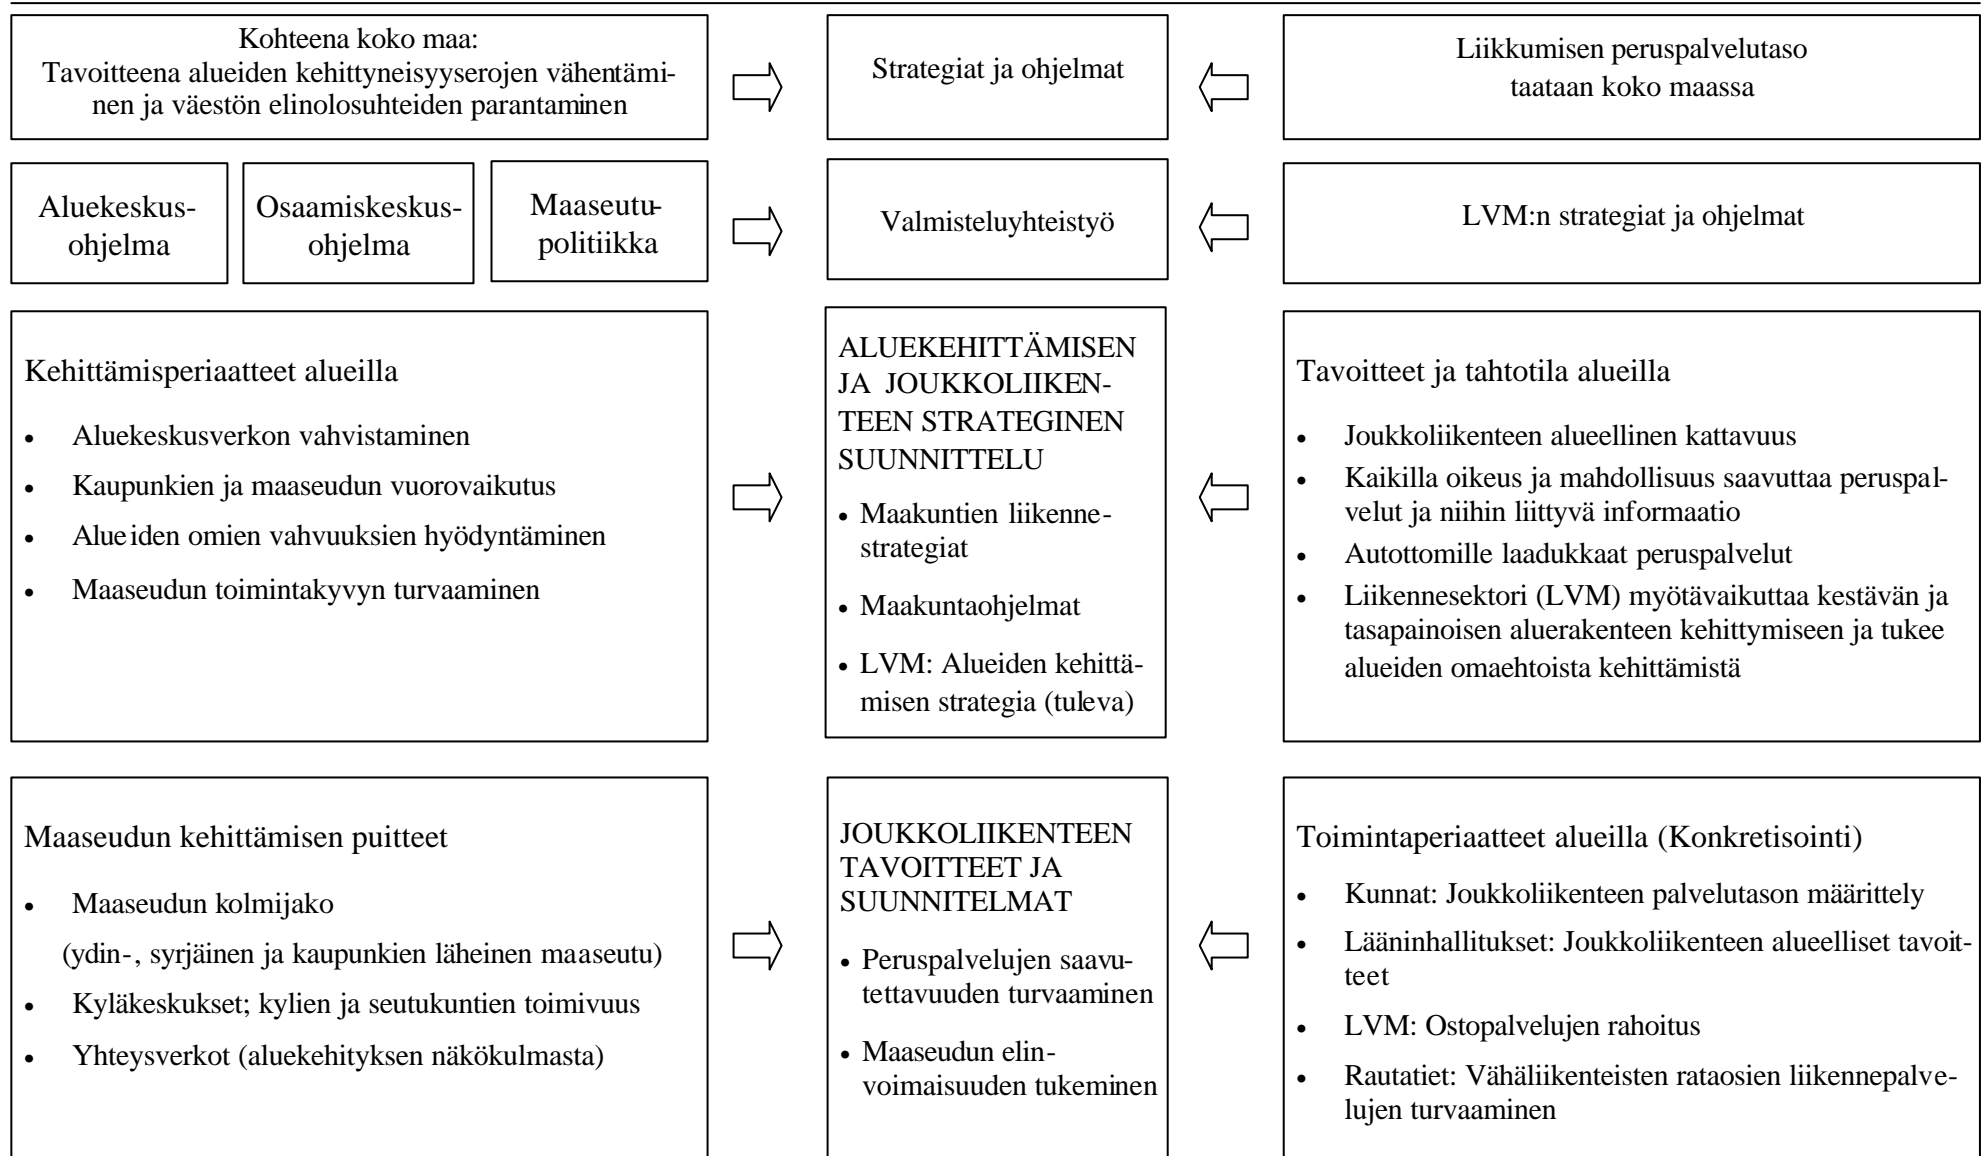 Kohteena koko maa:
Tavoitteena alueiden kehittyneisyyserojen vähentämi-
nen ja väestön elinolosuhteiden parantaminen
Strategiat ja ohjelmat
Liikkumisen peruspalvelutaso
taataan koko maassa
Aluekeskus-
ohjelma
Osaamiskeskus-
ohjelma
Maaseutu-
politiikka
Valmisteluyhteistyö
LVM:n strategiat ja ohjelmat
Kehittämisperiaatteet alueilla
• Aluekeskusverkon vahvistaminen
• Kaupunkien ja maaseudun vuorovaikutus
• Alueiden omien vahvuuksien hyödyntäminen
• Maaseudun toimintakyvyn turvaaminen
ALUEKEHITTÄMISEN
JA JOUKKOLIIKEN-
TEEN STRATEGINEN
SUUNNITTELU
• Maakuntien liikenne-
strategiat
• Maakuntaohjelmat
• LVM: Alueiden kehittä-
misen strategia (tuleva)
Tavoitteet ja tahtotila alueilla
• Joukkoliikenteen alueellinen kattavuus
• Kaikilla oikeus ja mahdollisuus saavuttaa peruspal-
velut ja niihin liittyvä informaatio
• Autottomille laadukkaat peruspalvelut
• Liikennesektori (LVM) myötävaikuttaa kestävän ja
tasapainoisen aluerakenteen kehittymiseen ja tukee
alueiden omaehtoista kehittämistä
Maaseudun kehittämisen puitteet
• Maaseudun kolmijako
(ydin-, syrjäinen ja kaupunkien läheinen maaseutu)
• Kyläkeskukset; kylien ja seutukuntien toimivuus
• Yhteysverkot (aluekehityksen näkökulmasta)
JOUKKOLIIKENTEEN
TAVOITTEET JA
SUUNNITELMAT
• Peruspalvelujen saavu-
tettavuuden turvaaminen
• Maaseudun elin-
voimaisuuden tukeminen
Toimintaperiaatteet alueilla (Konkretisointi)
• Kunnat: Joukkoliikenteen palvelutason määrittely
• Lääninhallitukset: Joukkoliikenteen alueelliset tavoit-
teet
• LVM: Ostopalvelujen rahoitus
• Rautatiet: Vähäliikenteisten rataosien liikennepalve-
lujen turvaaminen